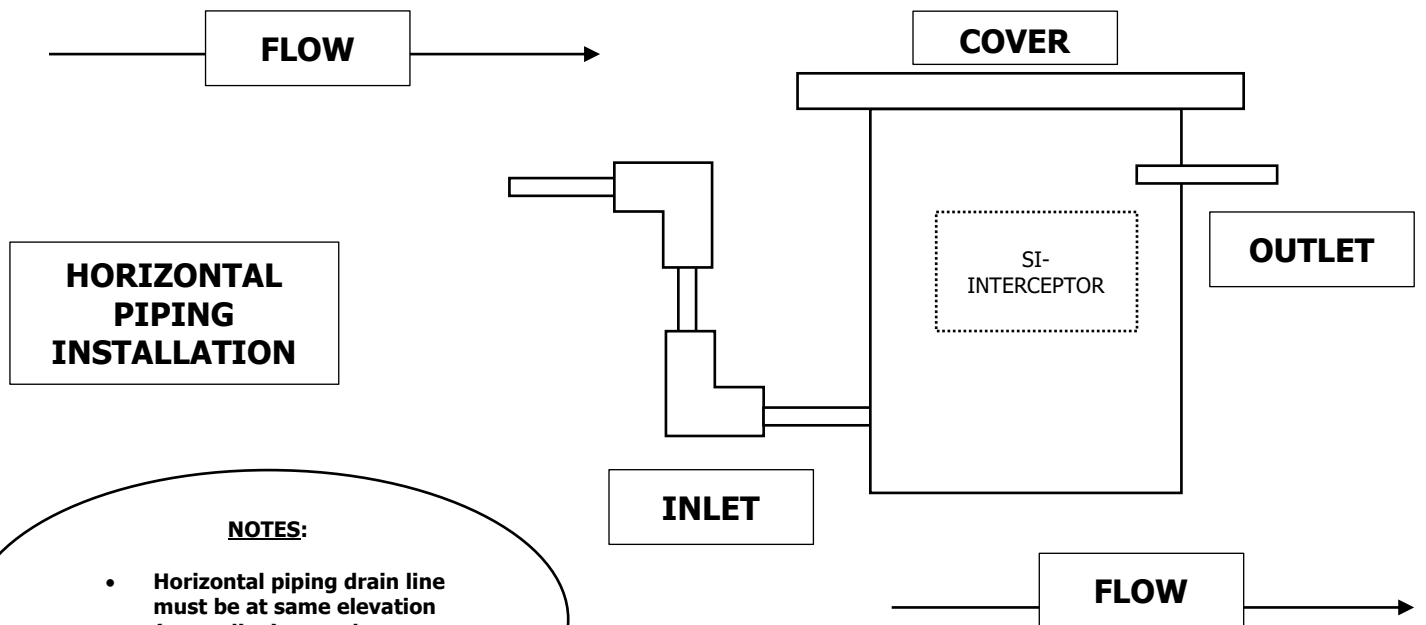 FLOW
COVER
SI-
INTERCEPTOR
OUTLET
HORIZONTAL
PIPING
INSTALLATION
INLET
NOTES:
• Horizontal piping drain line
must be at same elevation
FLOW